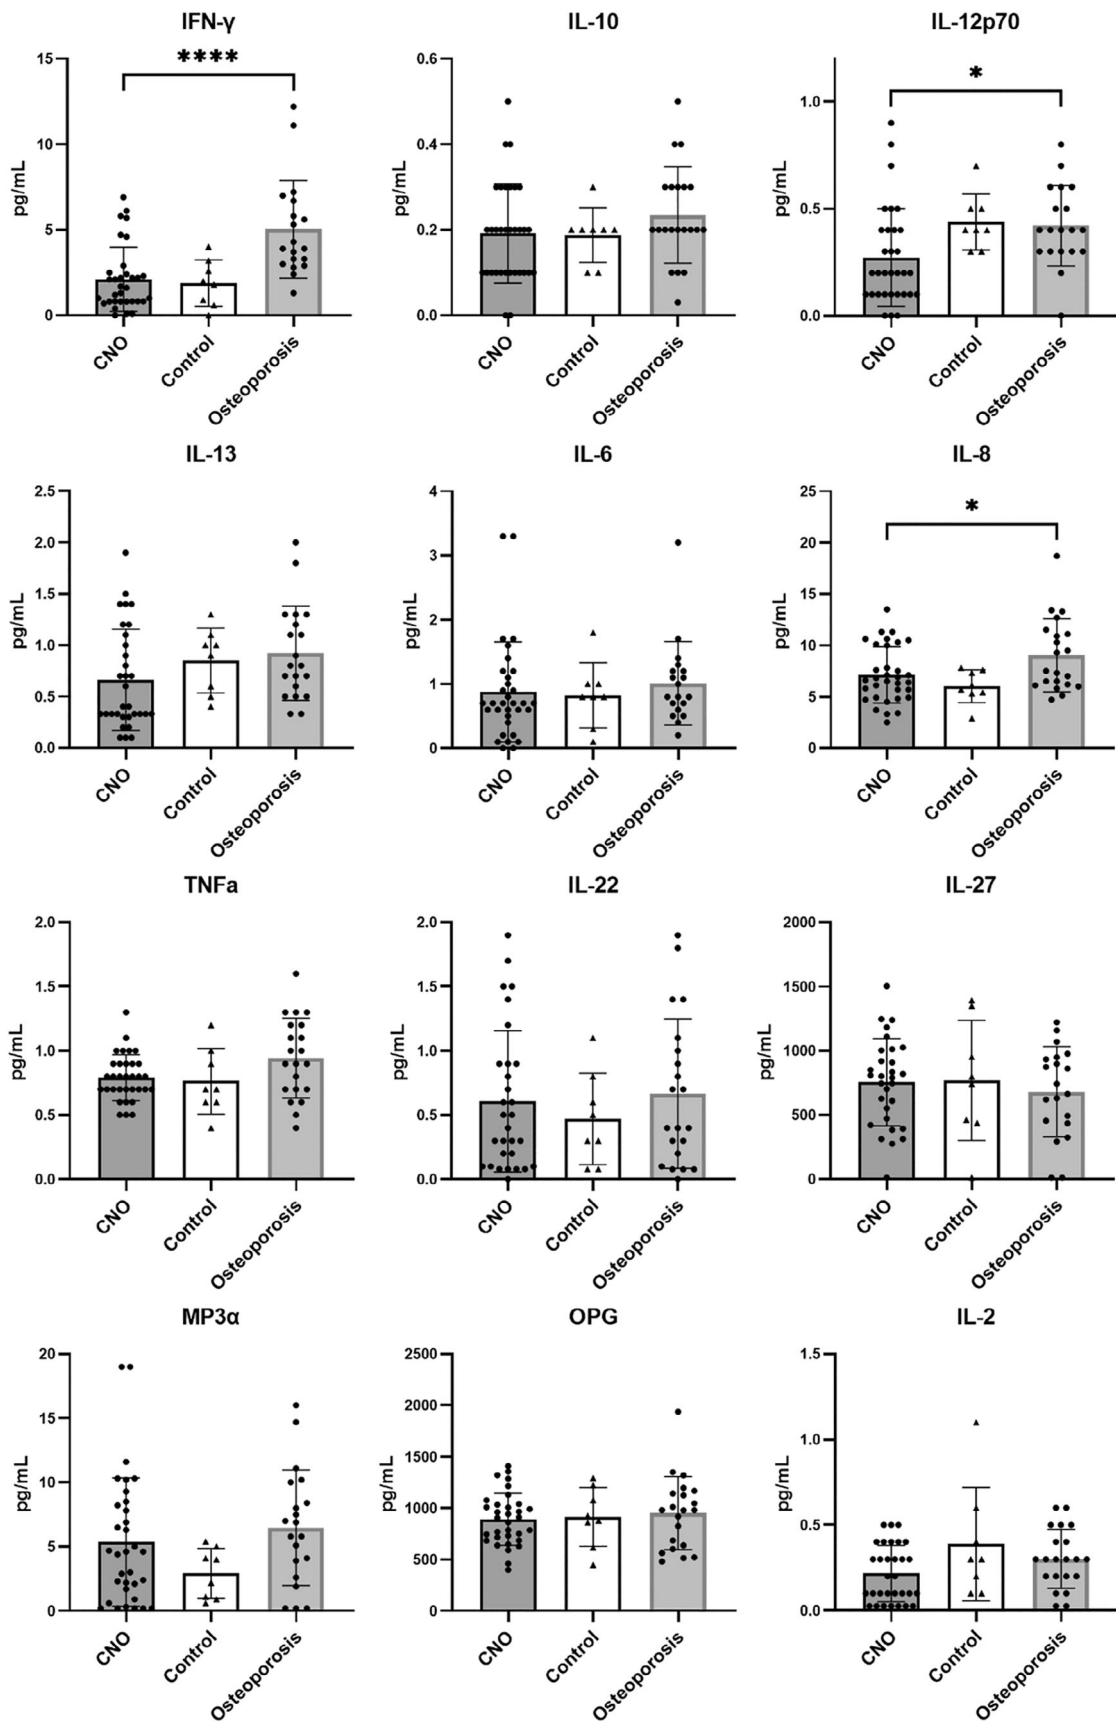 IFN-γ
IL-10
IL-12p70
****
*
pg/mL
15
10
5
0
pg/mL
0.6
0.4
0.2
0.0
pg/mL
1.0
0.5
0.0
CNO
Control
Osteoporosis
CNO
Control
Osteoporosis
CNO
Control
Osteoporosis
IL-13
IL-6
IL-8
*
pg/mL
2.5
2.0
1.5
1.0
0.5
0.0
pg/mL
4
3
2
1
0
pg/mL
25
20
15
10
5
0
CNO
Control
Osteoporosis
CNO
Control
Osteoporosis
CNO
Control
Osteoporosis
TNFa
IL-22
IL-27
pg/mL
2.0
1.5
1.0
0.5
0.0
pg/mL
2.0
1.5
1.0
0.5
0.0
pg/mL
2000
1500
1000
500
0
CNO
Control
Osteoporosis
CNO
Control
Osteoporosis
CNO
Control
Osteoporosis
MP3α
OPG
IL-2
pg/mL
20
15
10
5
0
pg/mL
2500
2000
1500
1000
500
0
pg/mL
1.5
1.0
0.5
0.0
CNO
Control
Osteoporosis
CNO
Control
Osteoporosis
CNO
Control
Osteoporosis